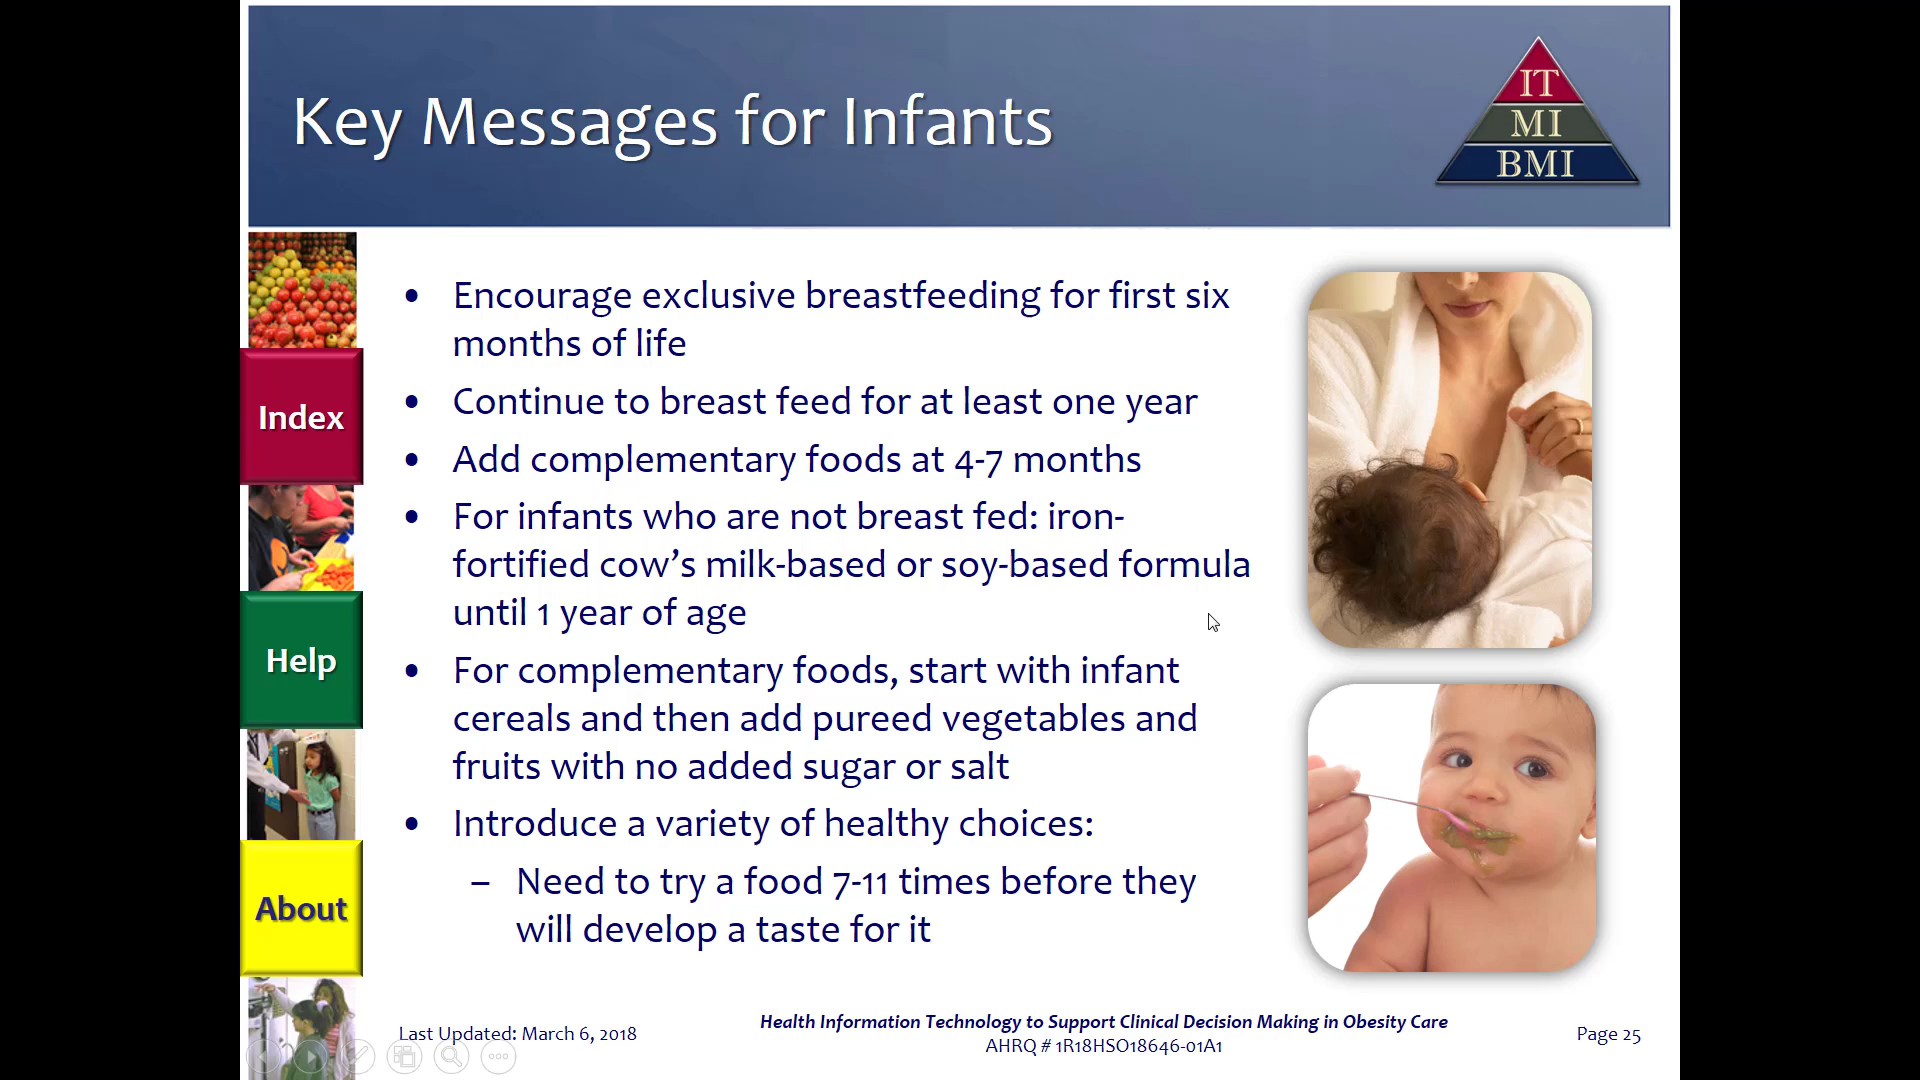 Key Messages for Infants
IT
MI
BMI
• Encourage exclusive breastfeeding for first six
months of life
• Continue to breast feed for at least one year
• Add complementary foods at 4-7 months
• For infants who are not breast fed: iron-
fortified cow’s milk-based or soy-based formula
until 1 year of age
• For complementary foods, start with infant
cereals and then add pureed vegetables and
fruits with no added sugar or salt
• Introduce a variety of healthy choices:
– Need to try a food 7-11 times before they
will develop a taste for it
Index
Help
About
Last Updated: March 6, 2018
Health Information Technology to Support Clinical Decision Making in Obesity Care
AHRQ # 1R18HSO18646-01A1
Page 25